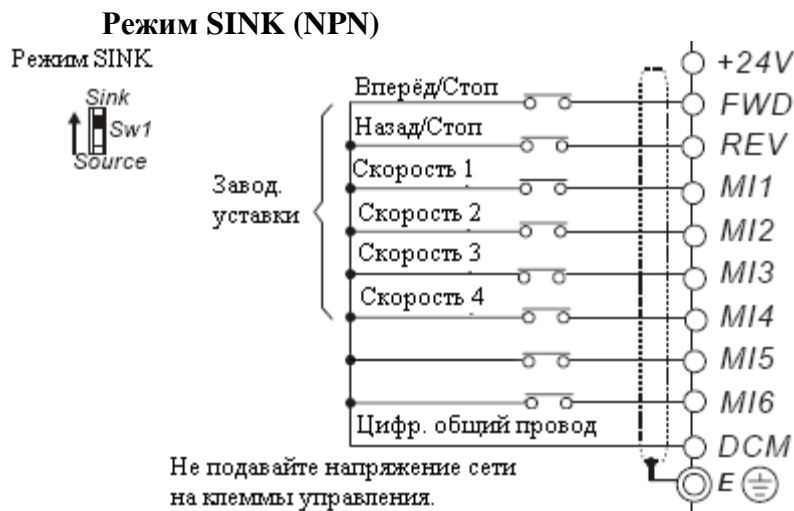 Режим SINK (NPN)
Режим SINK
Sink
Sw1
Source
Завод.
уставки
Вперёд/Стоп
Назад/Стоп
Скорость 1
Скорость 2
Скорость 3
Скорость 4
Цифр. общий провод
+24V
FWD
REV
MI1
MI2
MI3
MI4
MI5
MI6
DCM
E
Не подавайте напряжение сети
на клеммы управления.